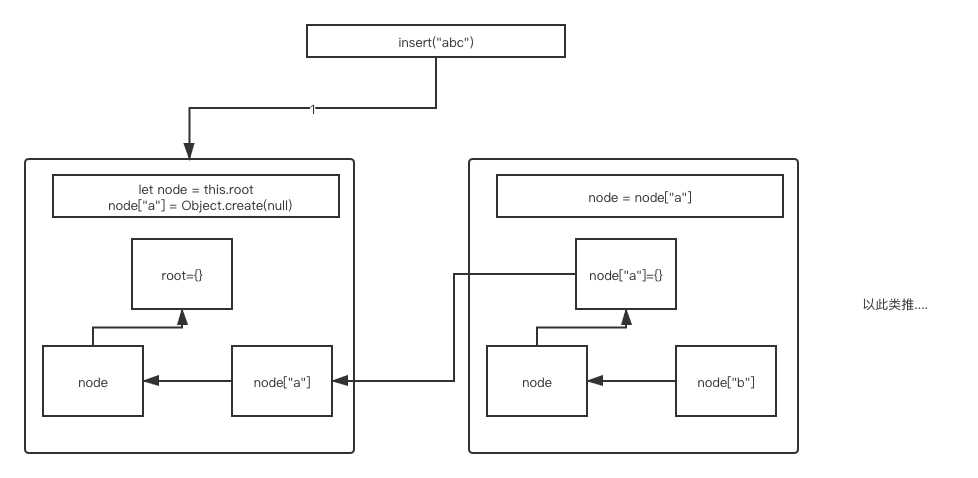 insert("abc")
1
let node = this.root
node["a"] = Object.create(null)
root={}
node
node["a"]
node = node["a"]
node["a"]={}
node
node["b"]
以此类推....